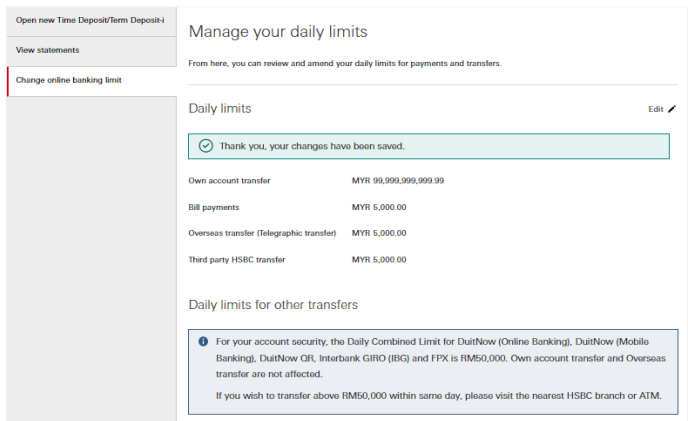 Open new Time Deposit/Term Deposit-i
View statements
Change online banking limit
Manage your daily limits
From here, you can review and amend your daily limits for payments and transfers.
Daily limits
Edit
Thank you, your changes have been saved.
Own account transfer MYR 99,999,999,999.99
Bill payments MYR 5,000.00
Overseas transfer (Telegraphic transfer) MYR 5,000.00
Third party HSBC transfer MYR 5,000.00
Daily limits for other transfers
For your account security, the Daily Combined Limit for DuitNow (Online Banking), DuitNow (Mobile
Banking), DuitNow QR, Interbank GIRO (IBG) and FPX is RM50,000. Own account transfer and Overseas
transfer are not affected.
If you wish to transfer above RM50,000 within same day, please visit the nearest HSBC branch or ATM.